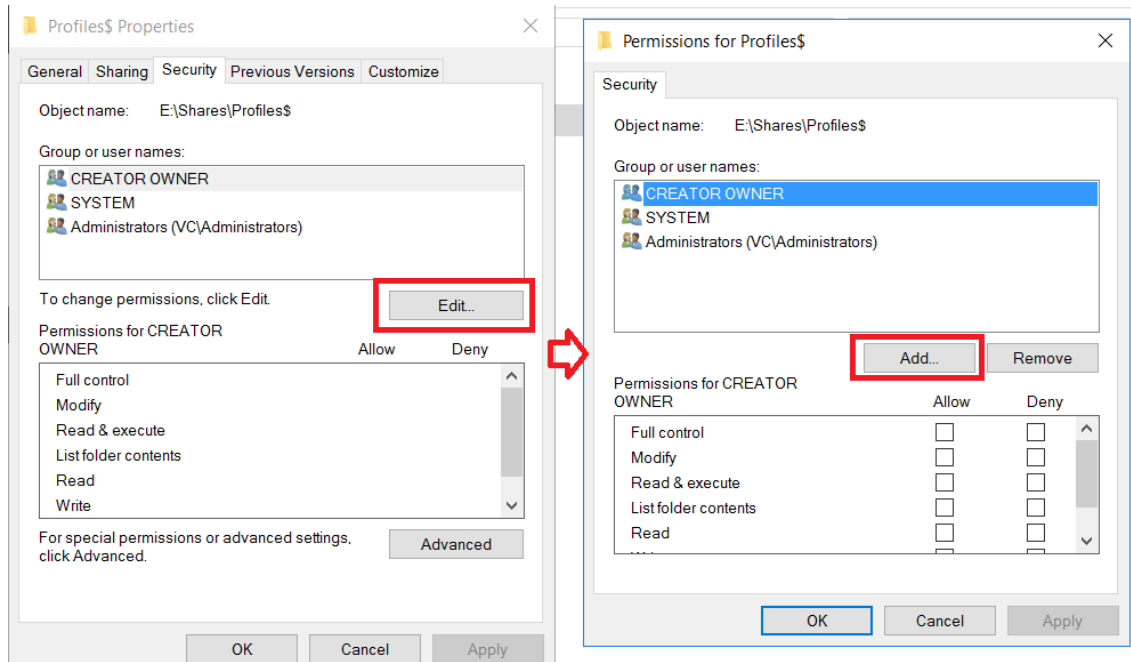 Profiles$ Properties
General Sharing Security Previous Versions Customize
Object name: E:\Shares\Profiles$
Group or user names:
CREATOR OWNER
SYSTEM
Administrators (VC\Administrators)
To change permissions, click Edit.
Edit...
Permissions for CREATOR
OWNER Allow Deny
Full control
Modify
Read & execute
List folder contents
Read
Write
For special permissions or advanced settings,
click Advanced.
Advanced
OK Cancel Apply
Permissions for Profiles$
Security
Object name: E:\Shares\Profiles$
Group or user names:
CREATOR OWNER
SYSTEM
Administrators (VC\Administrators)
Add... Remove
Permissions for CREATOR
OWNER Allow Deny
Full control
Modify
Read & execute
List folder contents
Read
OK Cancel Apply